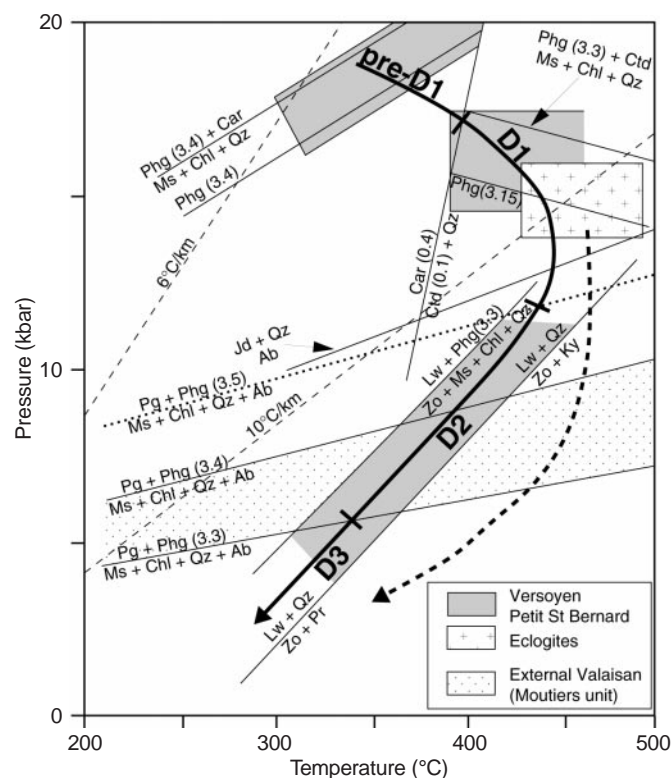 20
pre-D1
Phg (3.3) + Ctd
Ms + Chl + Qz
D1
Phg (3.4) + Car
Ms + Chl + Qz
Phg (3.4)
Phg(3.15)
6°C/km
Car (0.4)
Ctd (0.1) + Qz
Jd + Qz
Ab
Lw + Phg(3.3)
Zo + Ms + Chl + Qz
Lw + Qz
Zo + Ky
Pg + Phg (3.5)
Ms + Chl + Qz + Ab
10
10°C/km
D2
Pg + Phg (3.4)
Ms + Chl + Qz + Ab
Pg + Phg (3.3)
Ms + Chl + Qz + Ab
D3
Lw + Qz
Zo + Pr
Versoyen
Petit St Bernard
Eclogites
External Valaisan
(Moutiers unit)
0
200
300
400
500
Temperature (°C)
Pressure (kbar)